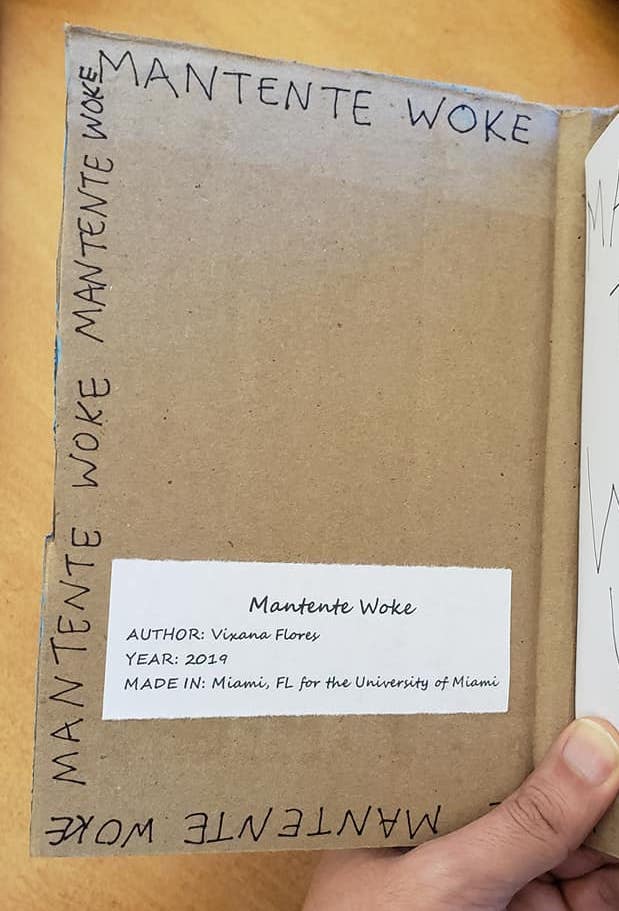 MANTENTE WOKE
MANTENTE WOKE MANTENTE WOKE
Mantente Woke
AUTHOR: Vixana Flores
YEAR: 2019
MADE IN: Miami, FL for the University of Miami
MANTENTE WOKE
MA
W